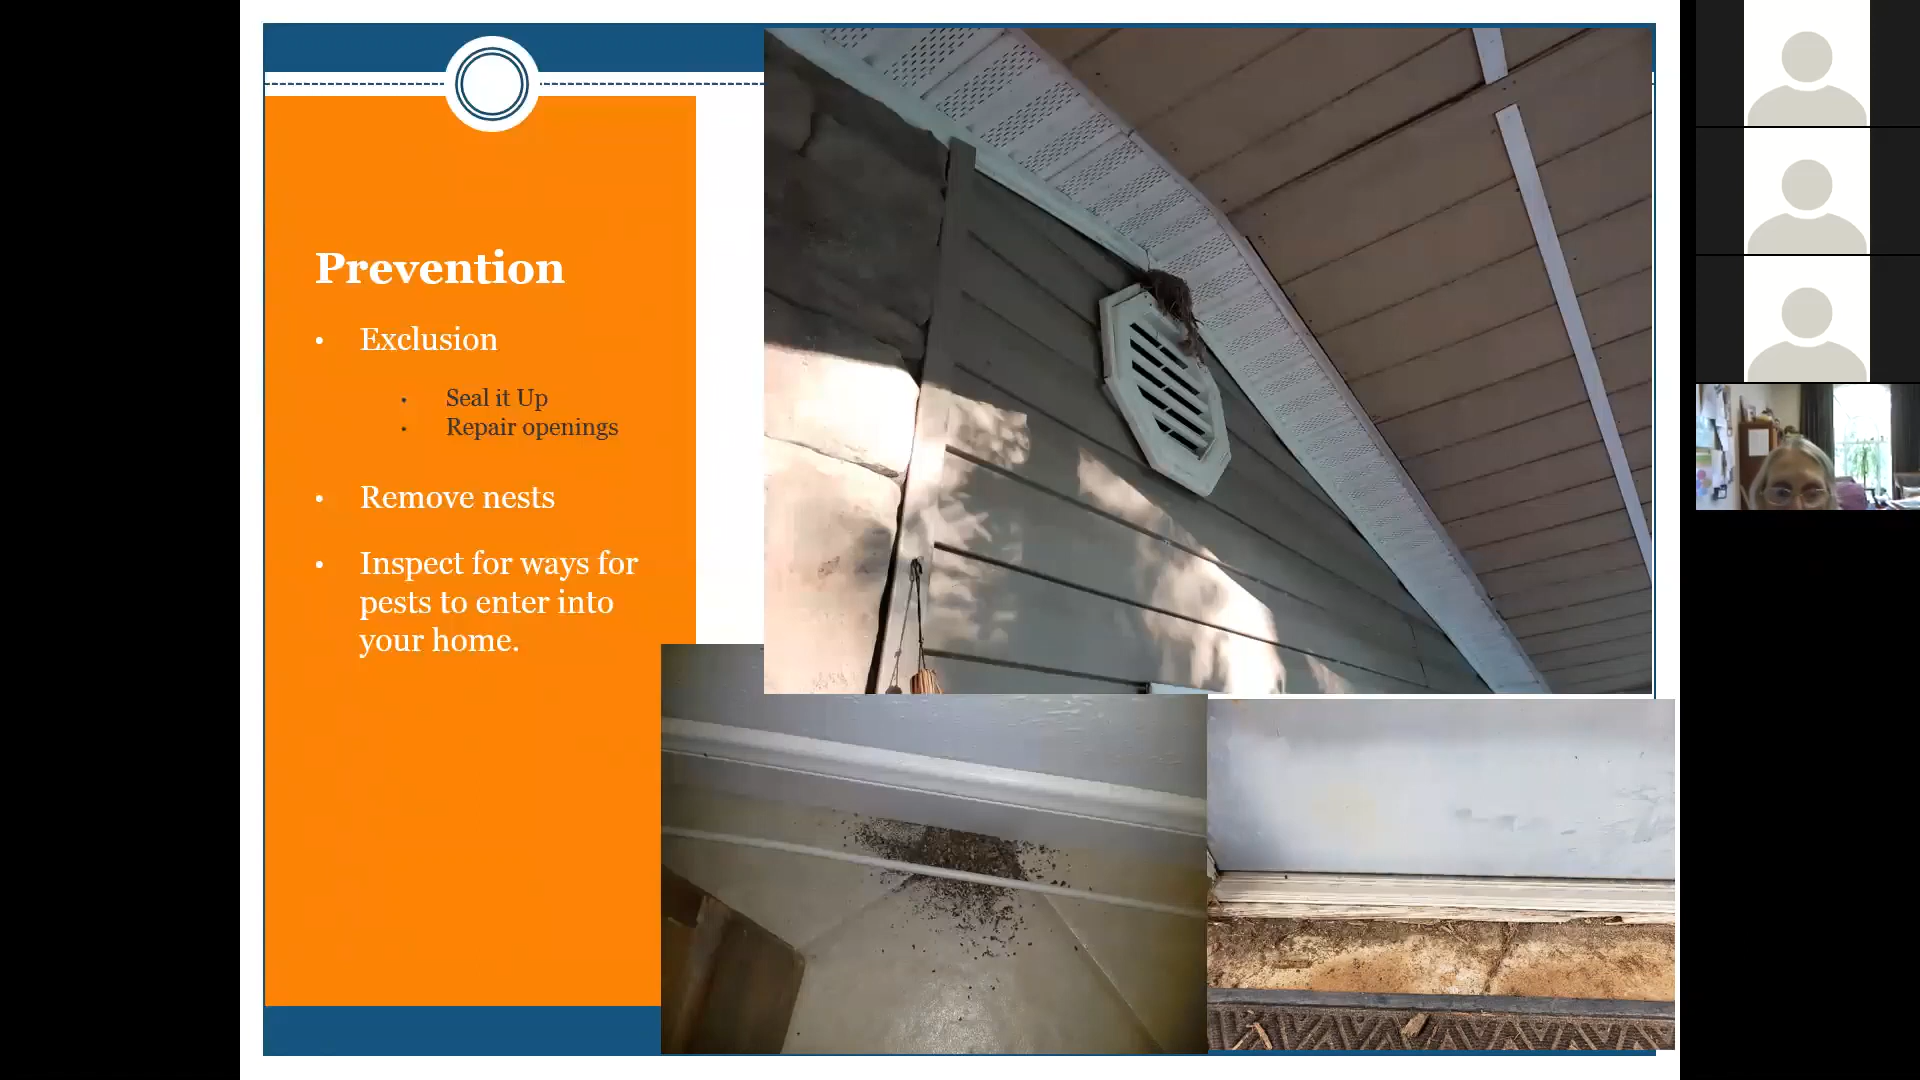 Prevention
Exclusion
Seal it Up
Repair openings
Remove nests
Inspect for ways for
pests to enter into
your home.